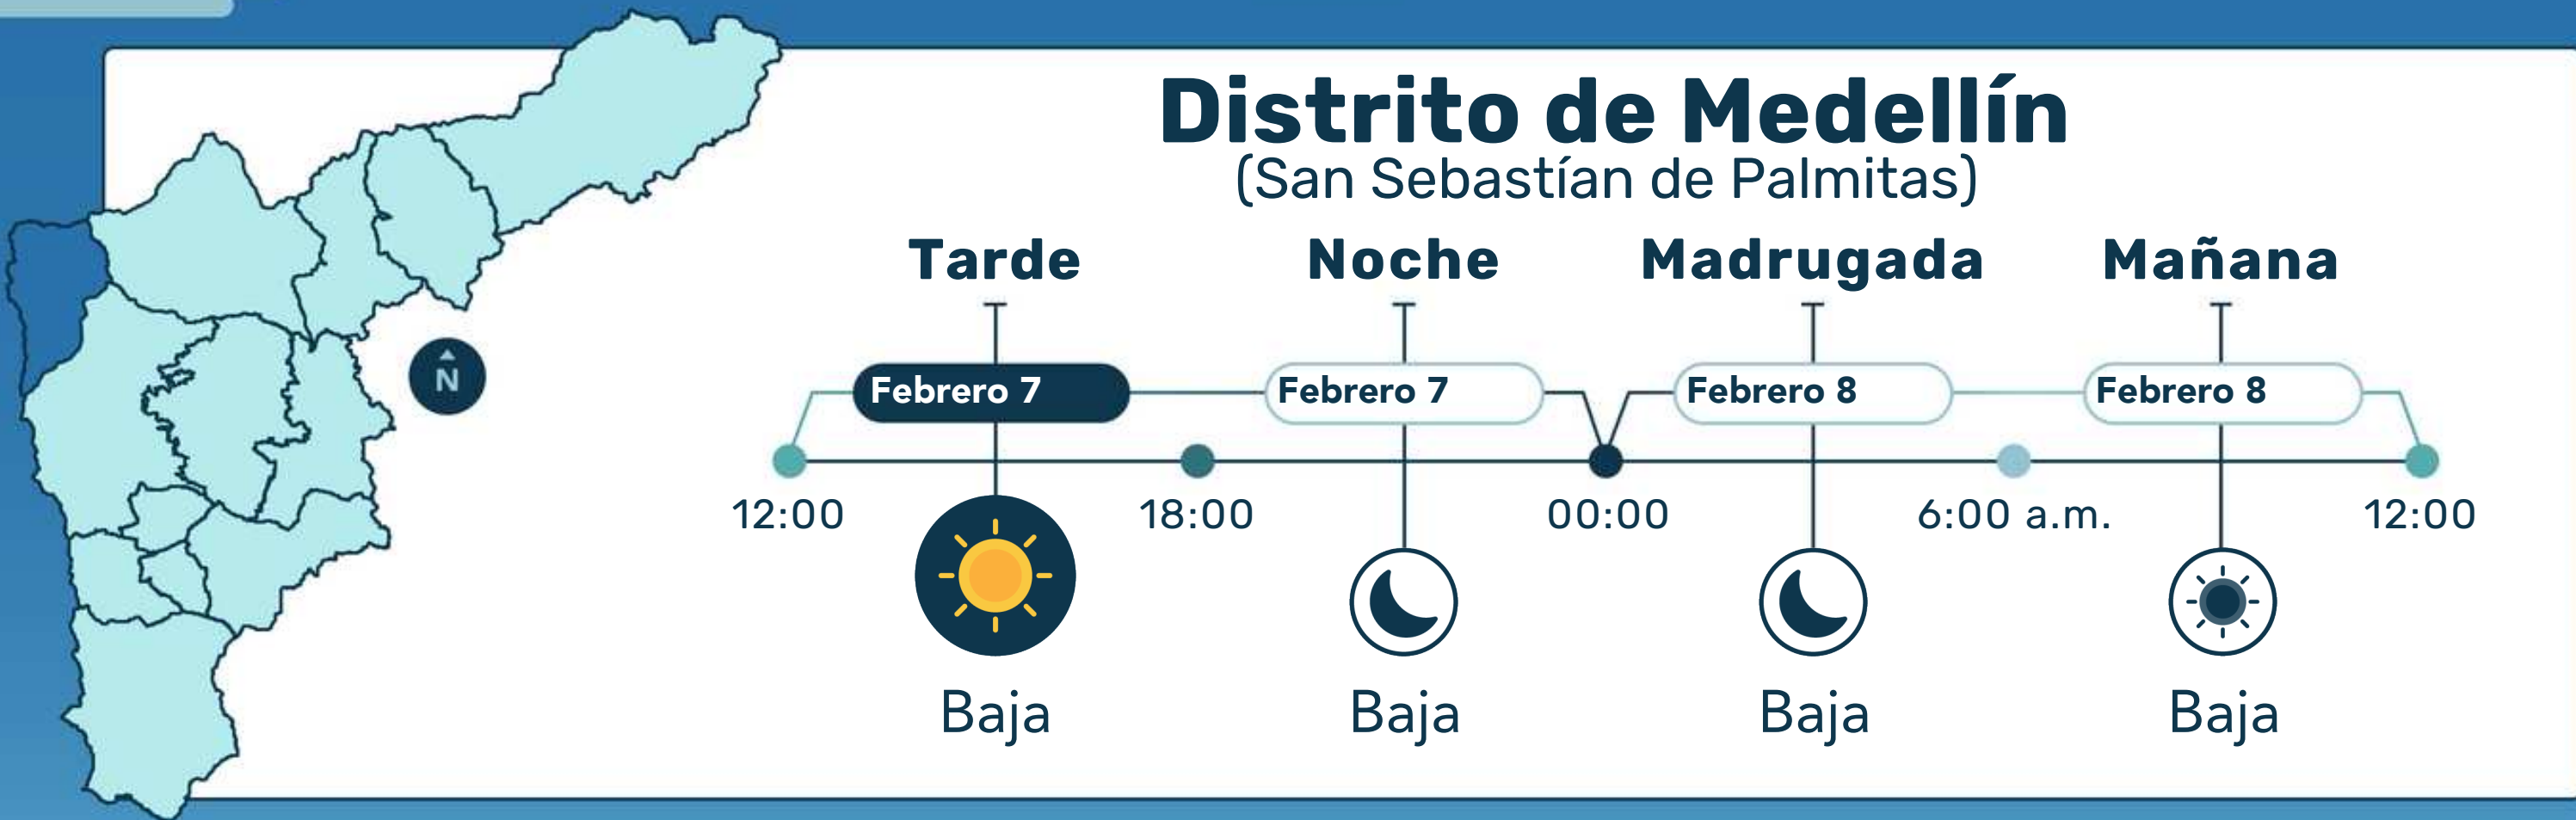 Distrito de Medellín
(San Sebastían de Palmitas)
Tarde Noche Madrugada Mañana
Febrero 7 Febrero 7 Febrero 8 Febrero 8
N
12:00 18:00 00:00 6:00 a.m. 12:00
Baja Baja Baja Baja